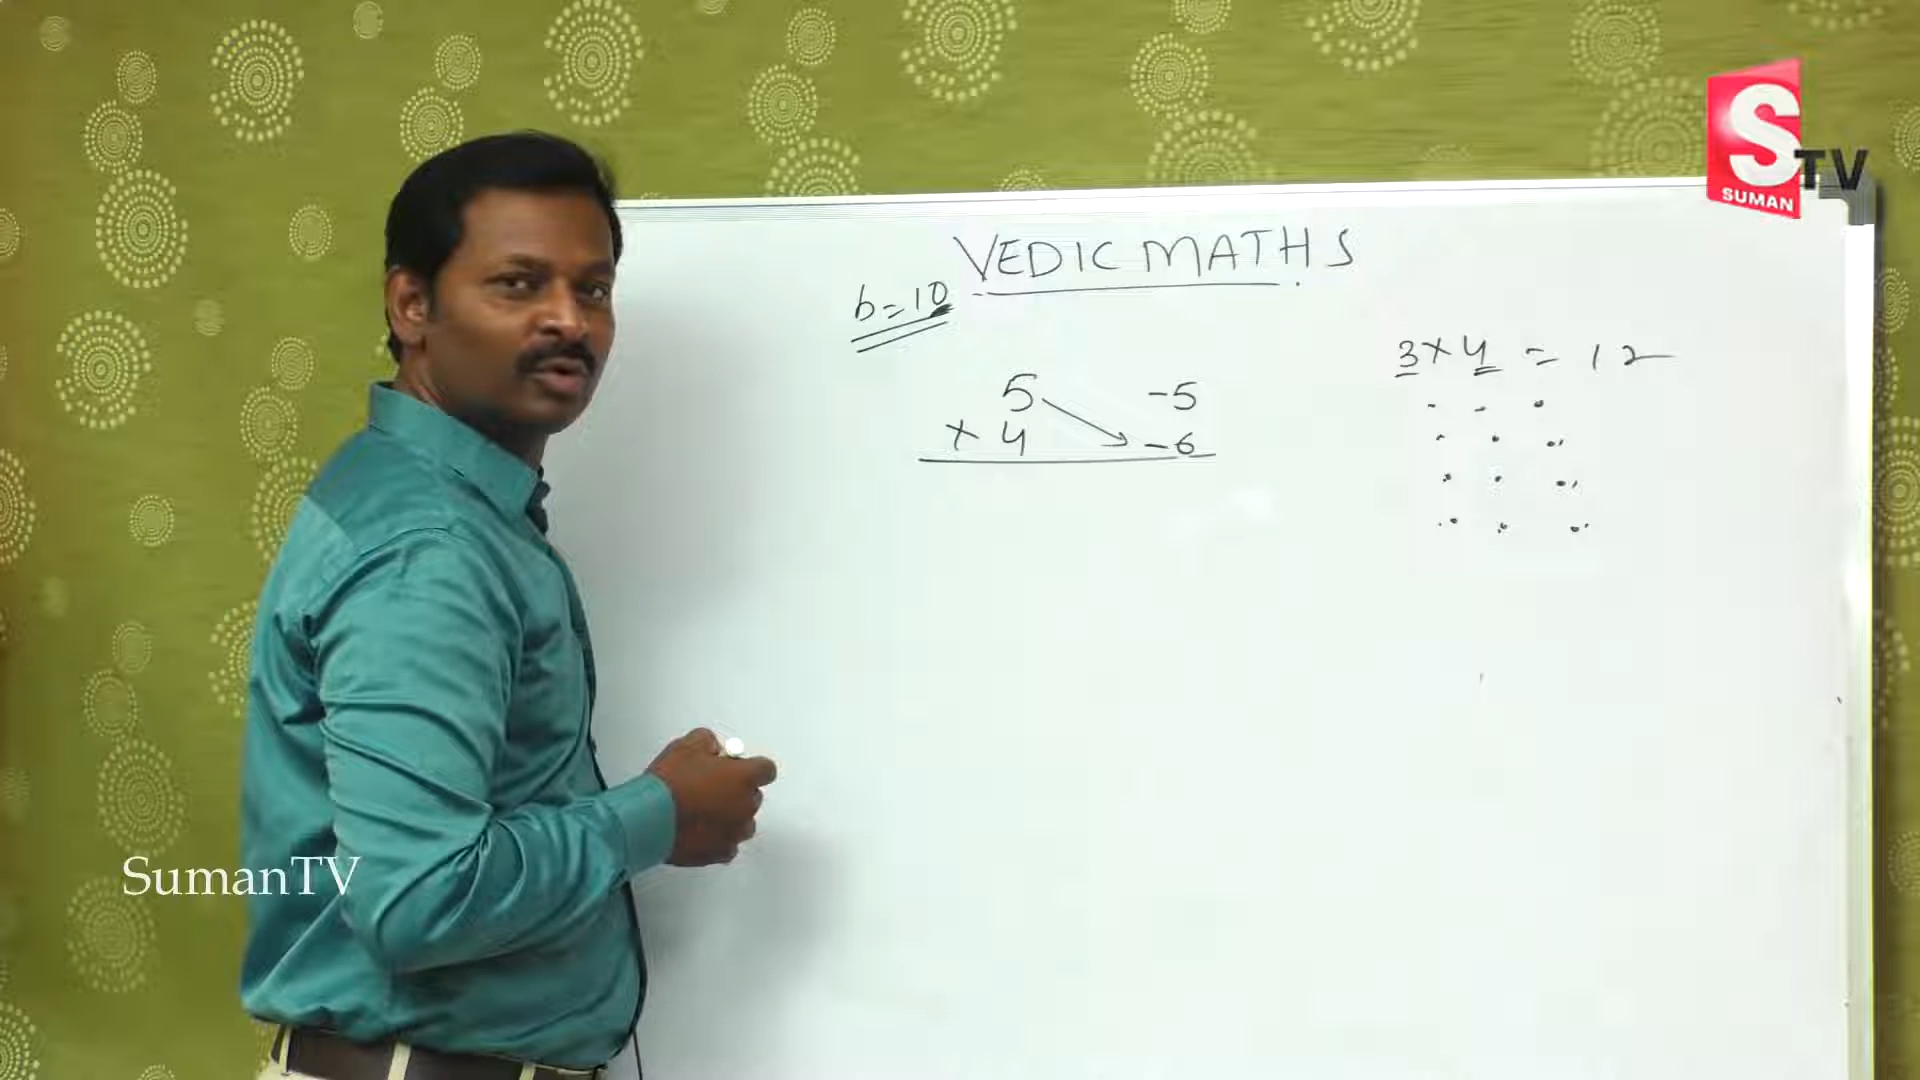 S
SUMAN TV
VEDIC MATHS
b=10
3×4=12
5 -5
×4 -6
SumanTV